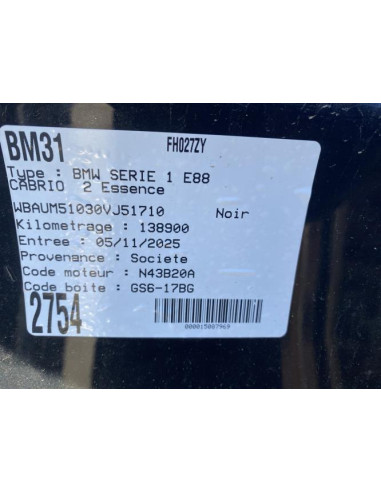 BM31 FH027ZY
Type : BMW SERIE 1 E88
CABRIO 2 Essence
WBAUM51030VJ51710 Noir
Kilometrage : 138900
Entree : 05/11/2025
Provenance : Societe
Code moteur : N43B20A
Code boite : GS6-17BG
2754
000015087969